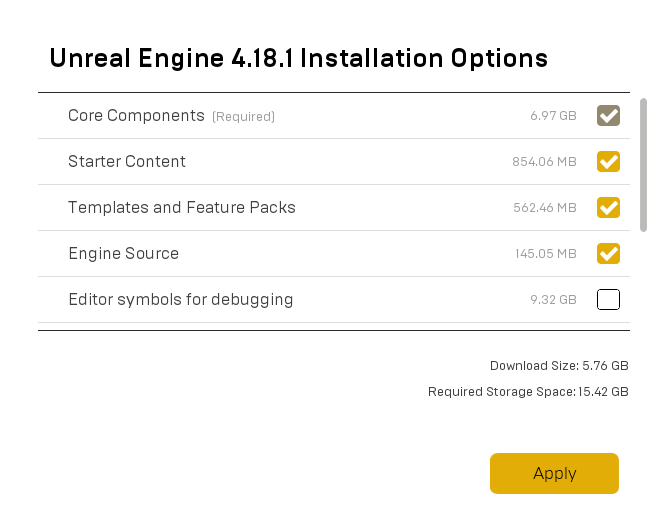 Unreal Engine 4.18.1 Installation Options
Core Components (Required) 6.97 GB
Starter Content 854.06 MB
Templates and Feature Packs 562.46 MB
Engine Source 145.05 MB
Editor symbols for debugging 9.32 GB
Download Size: 5.76 GB
Required Storage Space: 15.42 GB
Apply